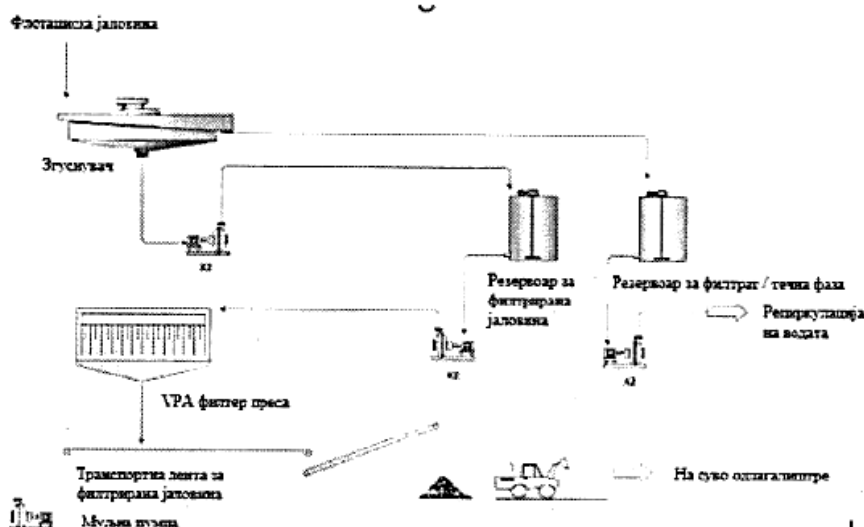 Флотациска јаловина
Згуснувач
Резервоар за
филтрирана
јаловина
Резервоар за филтрат / течна фаза
Рециркулација
на водата
VPA филтер преса
Транспортна лента за
филтрирана јаловина
На суво одлагалиште
Муљна пумпа